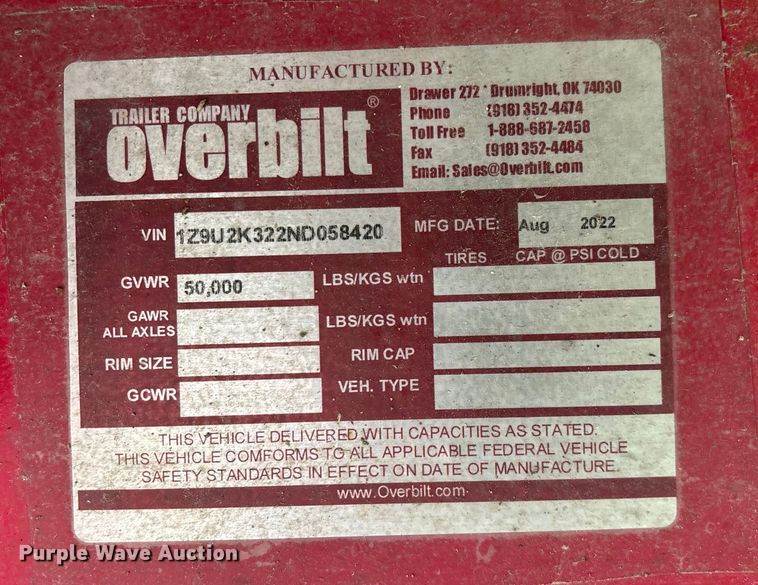 MANUFACTURED BY:
TRAILER COMPANY
overbilt®
Drawer 272 * Drumright, OK 74030
Phone (918) 352-4474
Toll Free 1-888-687-2458
Fax (918) 352-4484
Email: Sales@Overbilt.com
VIN 1Z9U2K322ND058420 MFG DATE: Aug 2022
TIRES CAP @ PSI COLD
GVWR 50,000 LBS/KGS wtn
GAWR
ALL AXLES LBS/KGS wtn
RIM SIZE RIM CAP
GCWR VEH. TYPE
THIS VEHICLE DELIVERED WITH CAPACITIES AS STATED.
THIS VEHICLE COMFORMS TO ALL APPLICABLE FEDERAL VEHICLE
SAFETY STANDARDS IN EFFECT ON DATE OF MANUFACTURE.
www.Overbilt.com
Purple Wave Auction